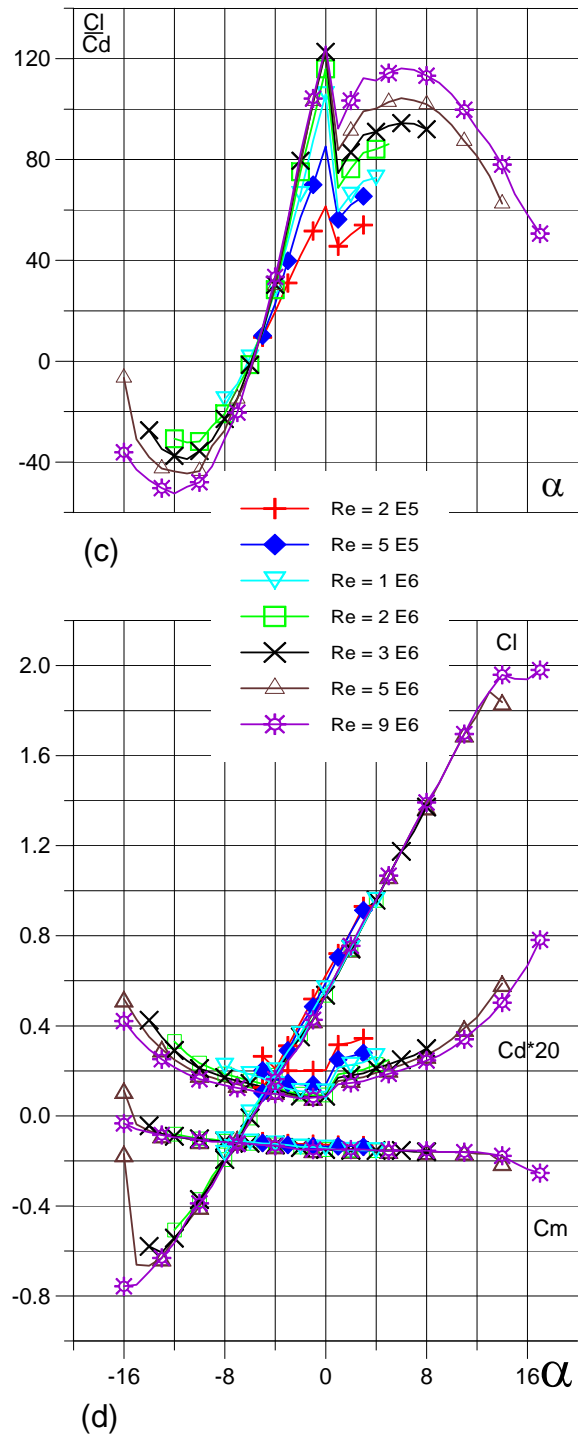 Cl
Cd
120
80
40
0
-40
α
(c)
Re = 2 E5
Re = 5 E5
Re = 1 E6
Re = 2 E6
Re = 3 E6
Re = 5 E6
Re = 9 E6
Cl
2.0
1.6
1.2
0.8
0.4
Cd*20
0.0
-0.4
Cm
-0.8
-16 -8 0 8 16 α
(d)